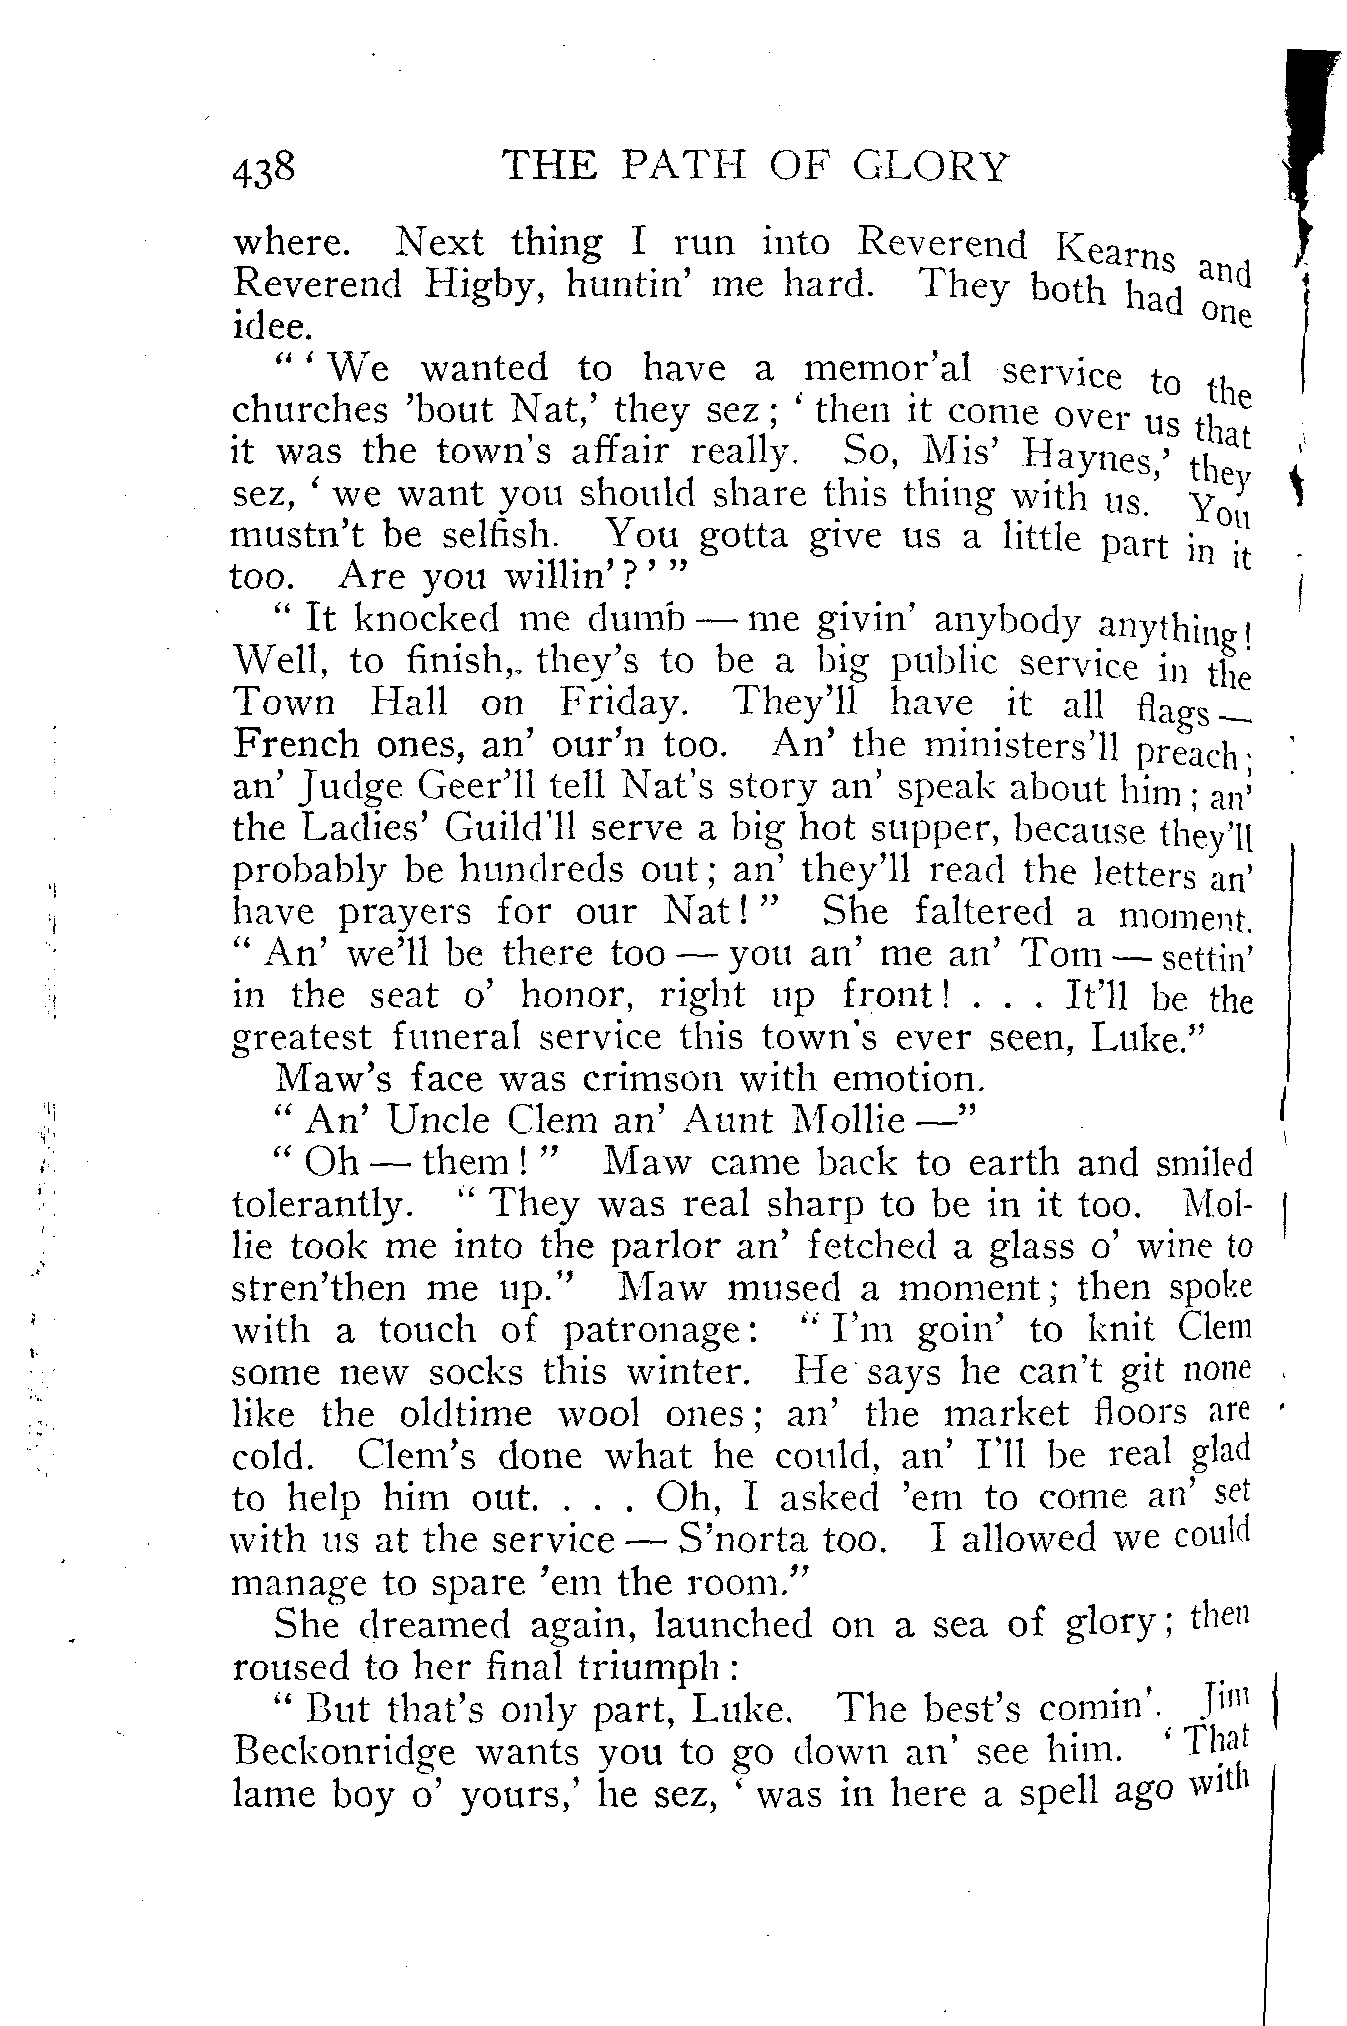 438 THE PATH OF GLORY
where. Next thing I run into Reverend Kearns and
Reverend Higby, huntin' me hard. They both had one
idee.
" ' We wanted to have a memor'al service to the
churches 'bout Nat,' they sez ; ' then it come over us that
it was the town's affair really. So, Mis' Haynes,' they
sez, ' we want you should share this thing with us. You
mustn't be selfish. You gotta give us a little part in it
too. Are you willin' ? ' "
" It knocked me dumb — me givin' anybody anything !
Well, to finish, they's to be a big public service in the
Town Hall on Friday. They'll have it all flags —
French ones, an' our'n too. An' the ministers'll preach ;
an' Judge Geer'll tell Nat's story an' speak about him ; an'
the Ladies' Guild'll serve a big hot supper, because they'll
probably be hundreds out ; an' they'll read the letters an'
have prayers for our Nat ! " She faltered a moment.
" An' we'll be there too — you an' me an' Tom — settin'
in the seat o' honor, right up front ! . . . It'll be the
greatest funeral service this town's ever seen, Luke."
Maw's face was crimson with emotion.
" An' Uncle Clem an' Aunt Mollie —"
" Oh — them ! " Maw came back to earth and smiled
tolerantly. " They was real sharp to be in it too. Mol-
lie took me into the parlor an' fetched a glass o' wine to
stren'then me up." Maw mused a moment ; then spoke
with a touch of patronage : " I'm goin' to knit Clem
some new socks this winter. He says he can't git none
like the oldtime wool ones ; an' the market floors are
cold. Clem's done what he could, an' I'll be real glad
to help him out. . . . Oh, I asked 'em to come an' set
with us at the service — S'norta too. I allowed we could
manage to spare 'em the room."
She dreamed again, launched on a sea of glory ; then
roused to her final triumph :
" But that's only part, Luke. The best's comin'. Jim
Beckonridge wants you to go down an' see him. ' That
lame boy o' yours,' he sez, ' was in here a spell ago with